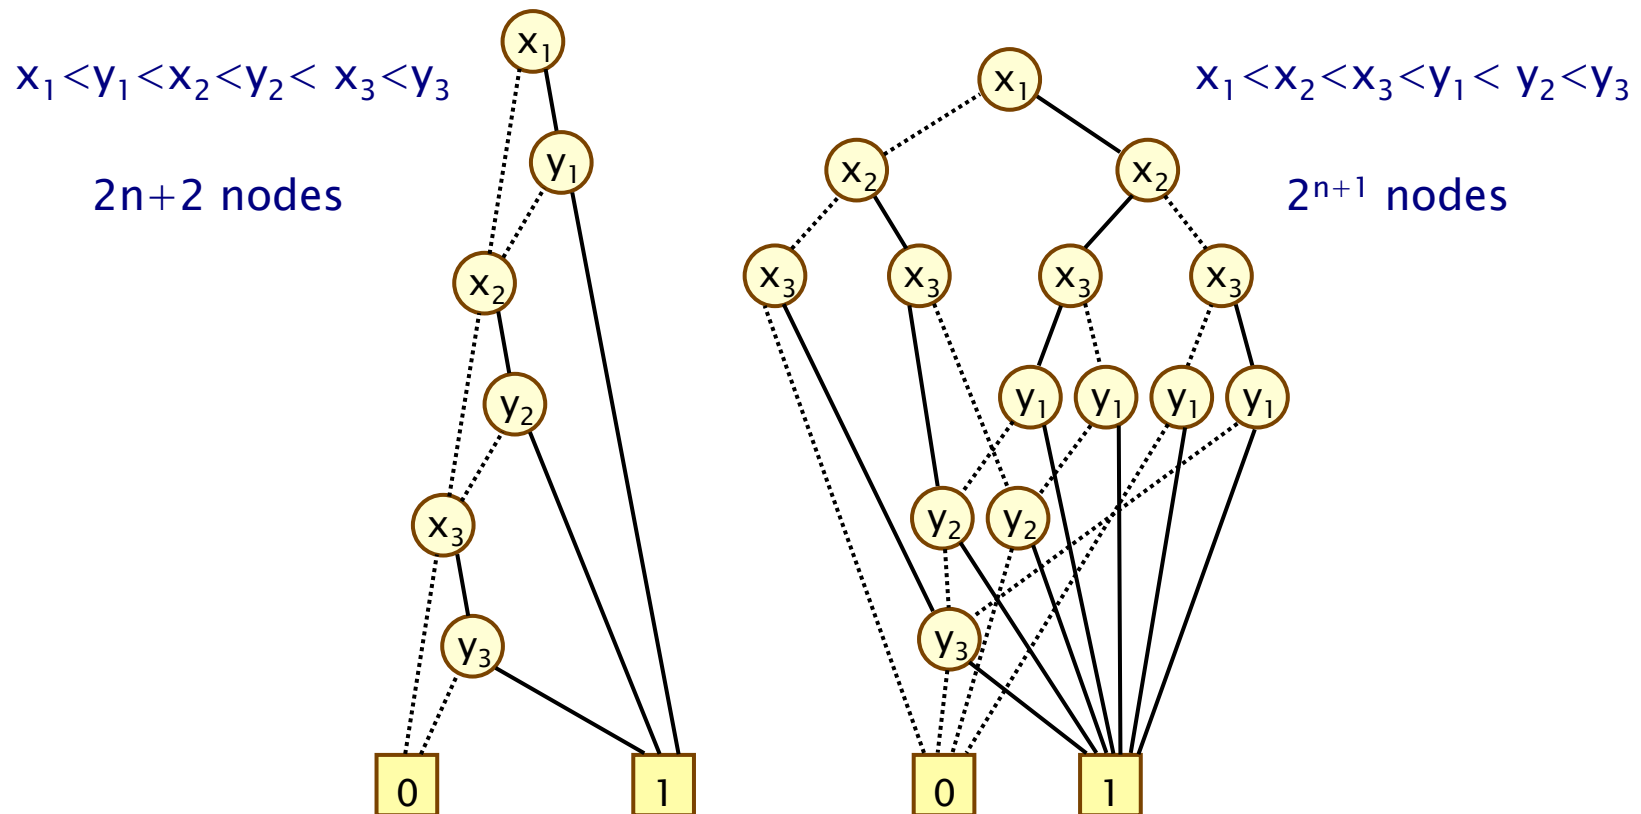 x₁<y₁<x₂<y₂< x₃<y₃
2n+2 nodes
x₁
y₁
x₂
y₂
x₃
y₃
0
1
x₁<x₂<x₃<y₁< y₂<y₃
2ⁿ⁺¹ nodes
x₁
x₂ x₂
x₃ x₃ x₃ x₃
y₁ y₁ y₁ y₁
y₂ y₂
y₃
0 1